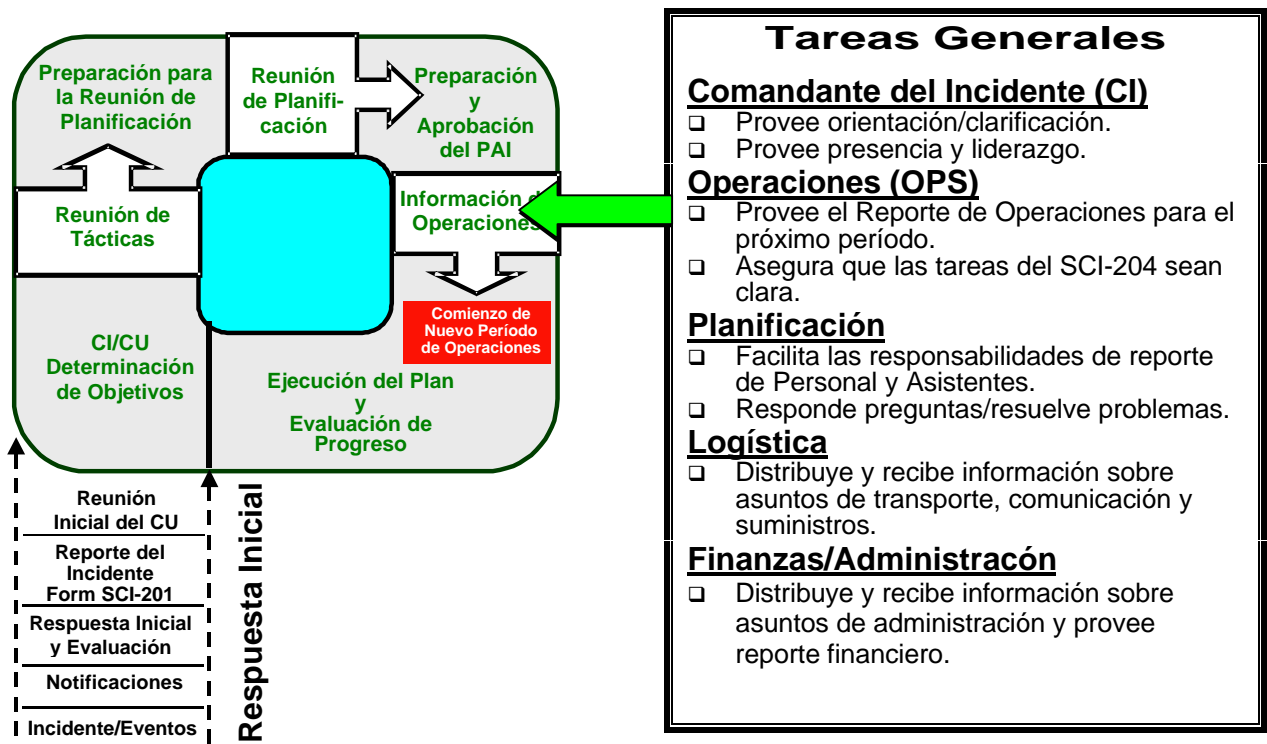 Preparación para
la Reunión de
Planificación
Reunión
de Planifi-
cación
Preparación
y
Aprobación
del PAI
Reunión de
Tácticas
Información d
Operaciones
Comienzo de
Nuevo Período
de Operaciones
CI/CU
Determinación
de Objetivos
Ejecución del Plan
y
Evaluación de
Progreso
Reunión
Inicial del CU
Reporte del
Incidente
Form SCI-201
Respuesta Inicial
y Evaluación
Notificaciones
Incidente/Eventos
Respuesta Inicial
Tareas Generales
Comandante del Incidente (CI)
❑ Provee orientación/clarificación.
❑ Provee presencia y liderazgo.
Operaciones (OPS)
❑ Provee el Reporte de Operaciones para el
próximo período.
❑ Asegura que las tareas del SCI-204 sean
clara.
Planificación
❑ Facilita las responsabilidades de reporte
de Personal y Asistentes.
❑ Responde preguntas/resuelve problemas.
Logística
❑ Distribuye y recibe información sobre
asuntos de transporte, comunicación y
suministros.
Finanzas/Administracón
❑ Distribuye y recibe información sobre
asuntos de administración y provee
reporte financiero.